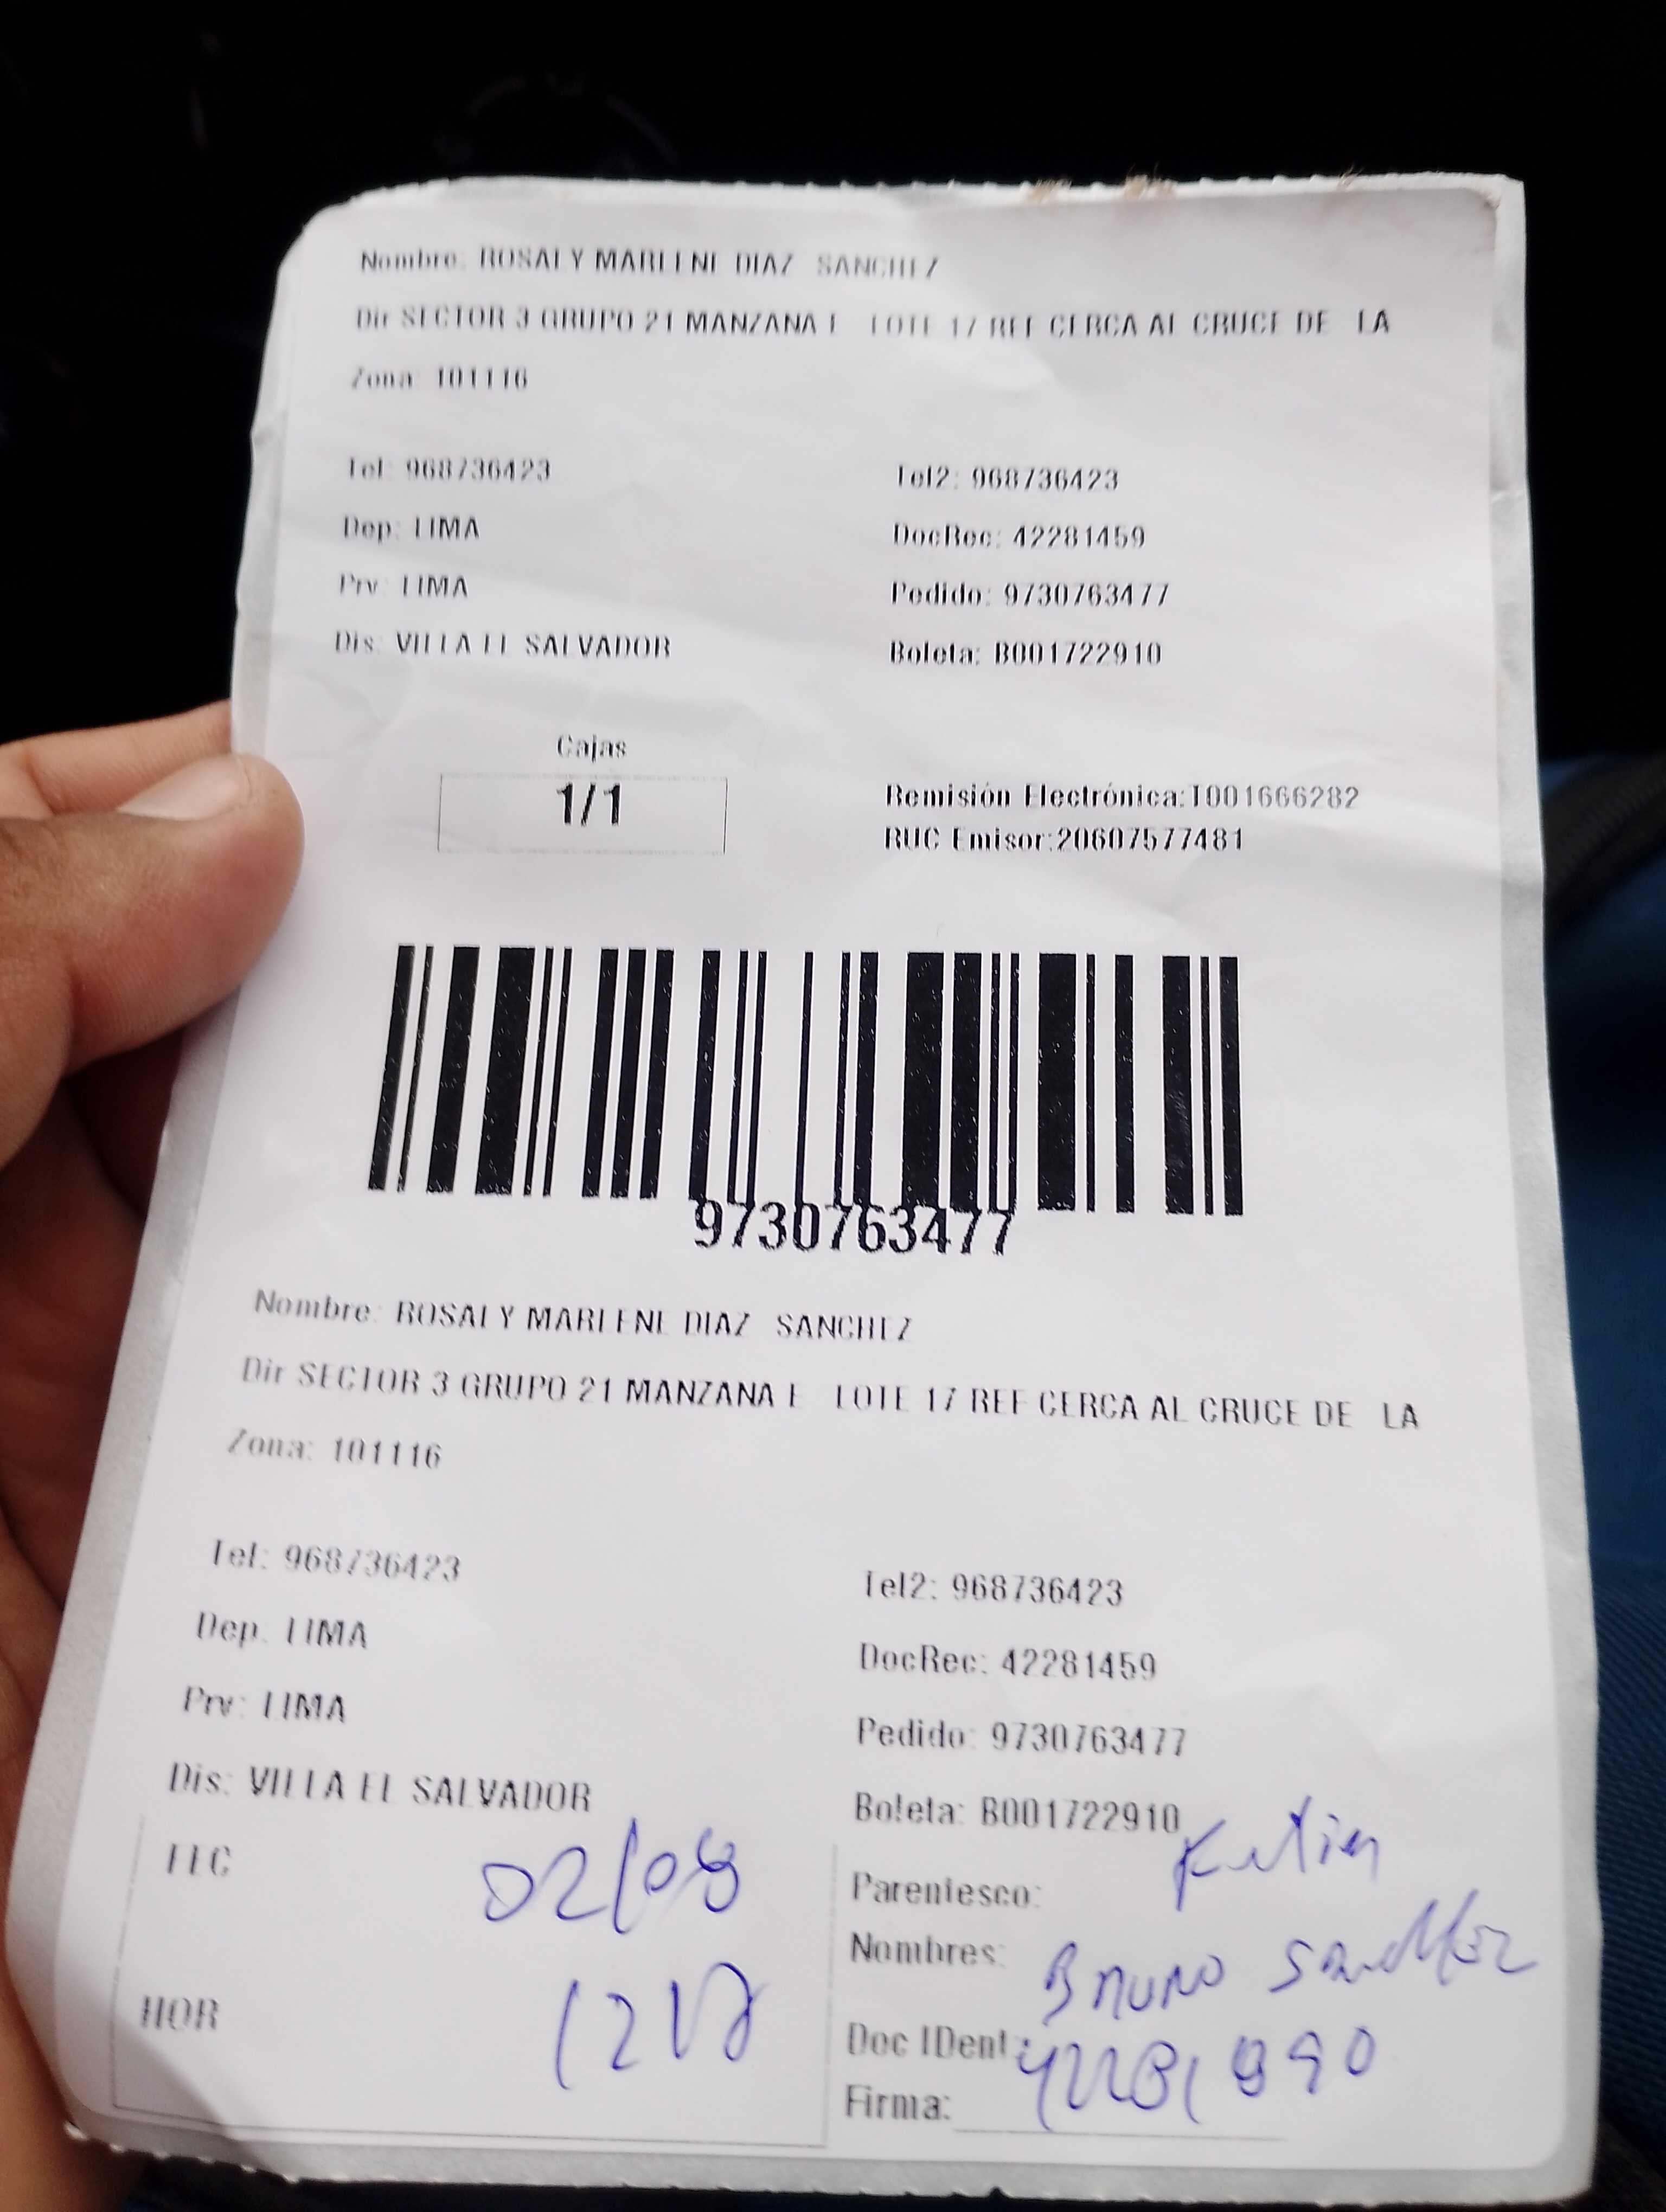 Nombre: ROSALY MARLENE DIAZ SANCHEZ
Dir SECTOR 3 GRUPO 21 MANZANA E LOTE 17 REF CERCA AL CRUCE DE LA
Zona: 101116
Tel: 968736423 Tel2: 968736423
Dep: LIMA DocRec: 42281459
Prv: LIMA Pedido: 9730763477
Dis: VILLA EL SALVADOR Boleta: B001722910
Cajas
1/1
Remisión Electrónica:T001666282
RUC Emisor:20607577481
9730763477
Nombre: ROSALY MARLENE DIAZ SANCHEZ
Dir SECTOR 3 GRUPO 21 MANZANA E LOTE 17 REF CERCA AL CRUCE DE LA
Zona: 101116
Tel: 968736423 Tel2: 968736423
Dep. LIMA DocRec: 42281459
Prv: LIMA Pedido: 9730763477
Dis: VILLA EL SALVADOR Boleta: B001722910
FEC 02/08 Parentesco:
Nombres: BRUNO Sanchez
HOR Doc IDent:
Firma: